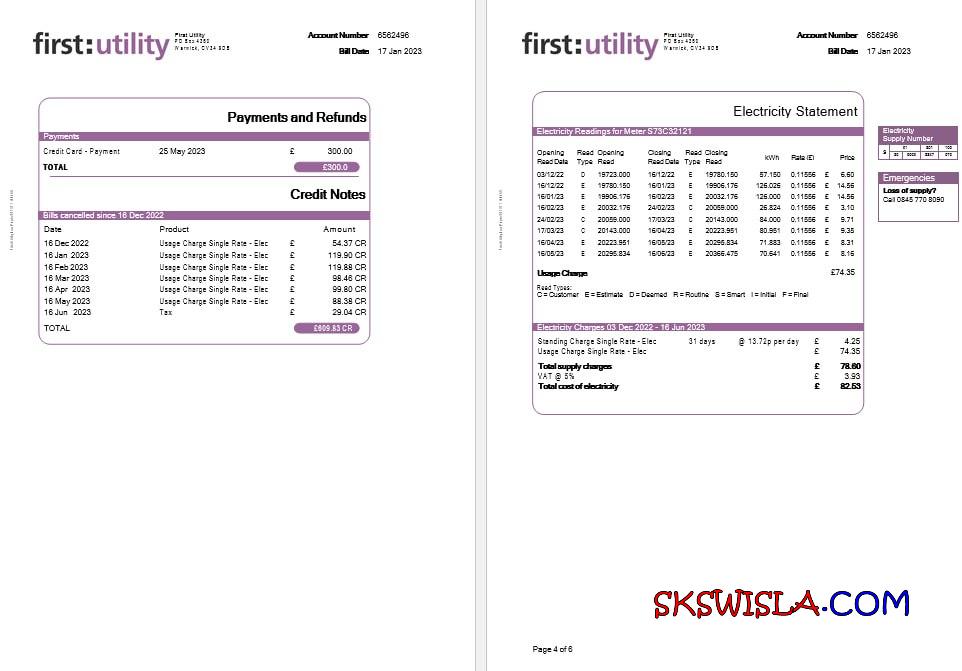 first:utility
First Utility
PO Box 4360
Warwick, CV34 9DB
Account Number 6562496
Bill Date 17 Jan 2023
Payments and Refunds
Payments
Credit Card - Payment 25 May 2023 £ 300.00
TOTAL £300.0
Credit Notes
Bills cancelled since 16 Dec 2022
Date Product Amount
16 Dec 2022 Usage Charge Single Rate - Elec £ 54.37 CR
16 Jan 2023 Usage Charge Single Rate - Elec £ 119.90 CR
16 Feb 2023 Usage Charge Single Rate - Elec £ 119.88 CR
16 Mar 2023 Usage Charge Single Rate - Elec £ 98.46 CR
16 Apr 2023 Usage Charge Single Rate - Elec £ 99.80 CR
16 May 2023 Usage Charge Single Rate - Elec £ 88.38 CR
16 Jun 2023 Tax £ 29.04 CR
TOTAL £609.83 CR
first:utility
First Utility
PO Box 4360
Warwick, CV34 9DB
Account Number 6562496
Bill Date 17 Jan 2023
Electricity Statement
Electricity Readings for Meter S73C32121
Opening Read Opening Closing Read Closing
Read Date Type Read Read Date Type Read kWh Rate (£) Price
03/12/22 C 19723.000 16/12/22 E 19780.150 57.150 0.11556 £ 6.60
16/12/22 E 19780.150 16/01/23 E 19906.176 126.026 0.11556 £ 14.56
16/01/23 E 19906.176 16/02/23 E 20032.176 126.000 0.11556 £ 14.56
16/02/23 E 20032.176 24/02/23 C 20059.000 26.824 0.11556 £ 3.10
24/02/23 C 20059.000 17/03/23 C 20143.000 84.000 0.11556 £ 9.71
17/03/23 C 20143.000 16/04/23 E 20223.951 80.951 0.11556 £ 9.35
16/04/23 E 20223.951 16/05/23 E 20295.834 71.883 0.11556 £ 8.31
16/05/23 E 20295.834 16/06/23 E 20366.475 70.641 0.11556 £ 8.16
Usage Charge £74.35
Read Types:
C = Customer E = Estimate D = Deemed R = Routine S = Smart I = Initial F = Final
Electricity Charges 03 Dec 2022 - 16 Jun 2023
Standing Charge Single Rate - Elec 31 days @ 13.72p per day £ 4.25
Usage Charge Single Rate - Elec £ 74.35
Total supply charges £ 78.60
VAT @ 5% £ 3.93
Total cost of electricity £ 82.53
Electricity
Supply Number
S
Emergencies
Loss of supply?
Call 0845 770 8090
SKSWISLA.COM
Page 4 of 6